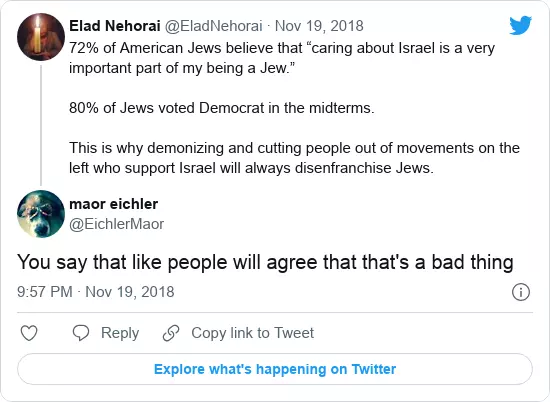 Elad Nehorai @EladNehorai · Nov 19, 2018
72% of American Jews believe that “caring about Israel is a very
important part of my being a Jew.”
80% of Jews voted Democrat in the midterms.
This is why demonizing and cutting people out of movements on the
left who support Israel will always disenfranchise Jews.
maor eichler
@EichlerMaor
You say that like people will agree that that's a bad thing
9:57 PM · Nov 19, 2018
Reply Copy link to Tweet
Explore what's happening on Twitter